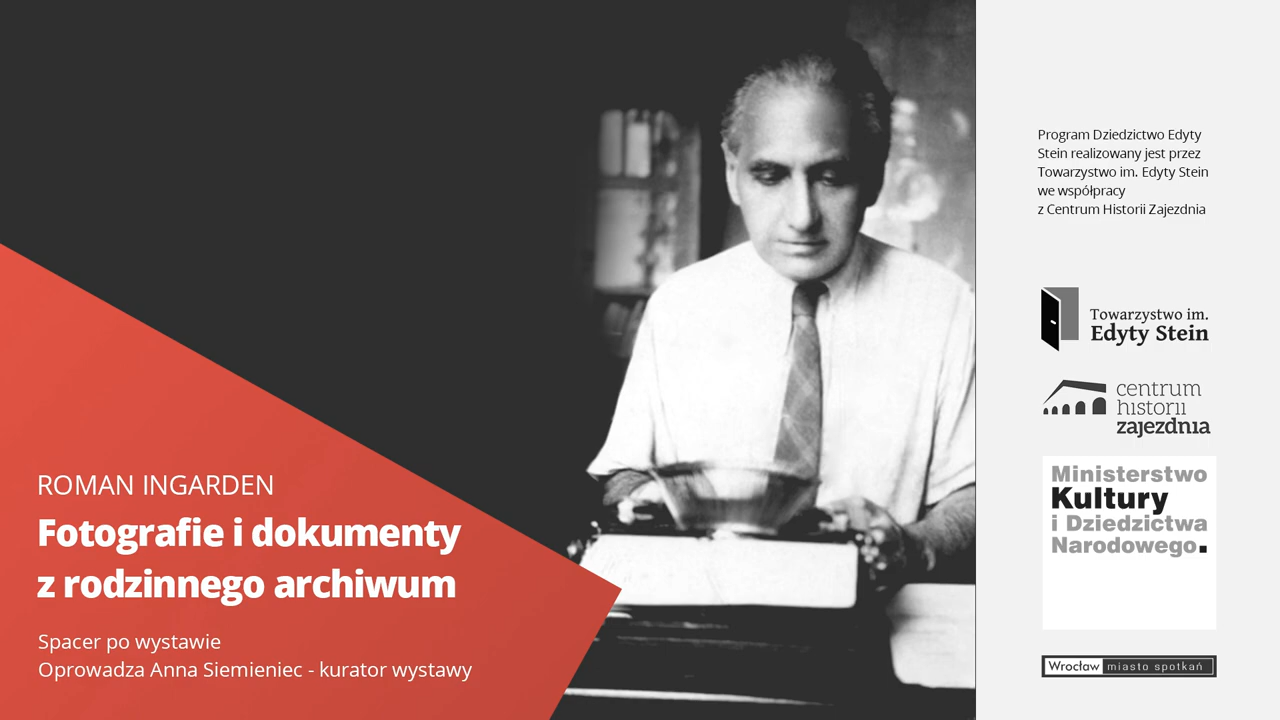 ROMAN INGARDEN
Fotografie i dokumenty
z rodzinnego archiwum
Spacer po wystawie
Oprowadza Anna Siemieniec - kurator wystawy
Program Dziedzictwo Edyty
Stein realizowany jest przez
Towarzystwo im. Edyty Stein
we współpracy
z Centrum Historii Zajezdnia
Towarzystwo im.
Edyty Stein
centrum
historii
zajezdnia
Ministerstwo
Kultury
i Dziedzictwa
Narodowego.
Wrocław miasto spotkań